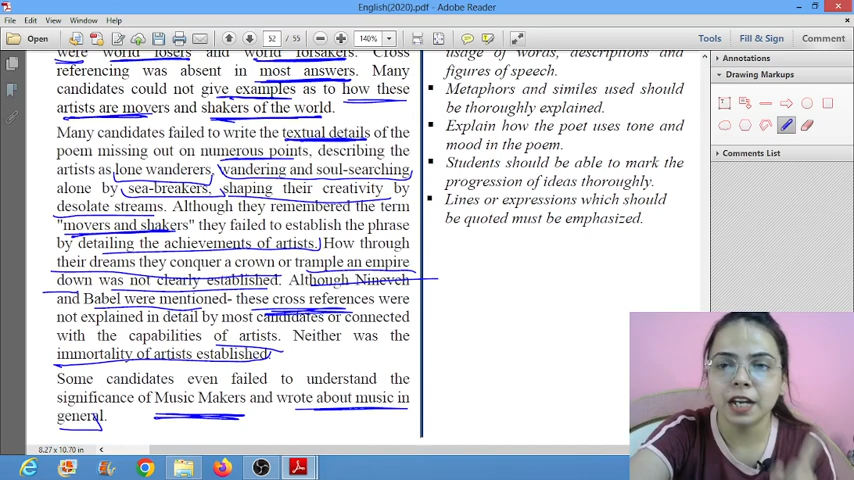 English(2020).pdf - Adobe Reader
File Edit View Window Help
Open
52 / 55
140%
Tools Fill & Sign Comment
were world losers and world forsakers. Cross
referencing was absent in most answers. Many
candidates could not give examples as to how these
artists are movers and shakers of the world.
Many candidates failed to write the textual details of the
poem missing out on numerous points, describing the
artists as lone wanderers, wandering and soul-searching
alone by sea-breakers, shaping their creativity by
desolate streams. Although they remembered the term
"movers and shakers" they failed to establish the phrase
by detailing the achievements of artists. How through
their dreams they conquer a crown or trample an empire
down was not clearly established. Although Nineveh
and Babel were mentioned- these cross references were
not explained in detail by most candidates or connected
with the capabilities of artists. Neither was the
immortality of artists established.
Some candidates even failed to understand the
significance of Music Makers and wrote about music in
general.
usage of words, descriptions and
figures of speech.
▪ Metaphors and similes used should
be thoroughly explained.
▪ Explain how the poet uses tone and
mood in the poem.
▪ Students should be able to mark the
progression of ideas thoroughly.
▪ Lines or expressions which should
be quoted must be emphasized.
Annotations
Drawing Markups
Comments List
8.27 x 10.70 in